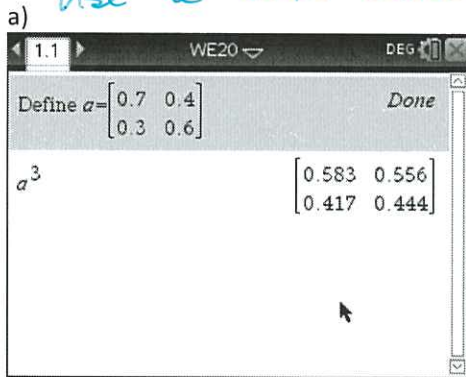 Use a
a)
1.1 WE20 DEG
Define a=[0.7 0.4
0.3 0.6] Done
a^3 [0.583 0.556
0.417 0.444]